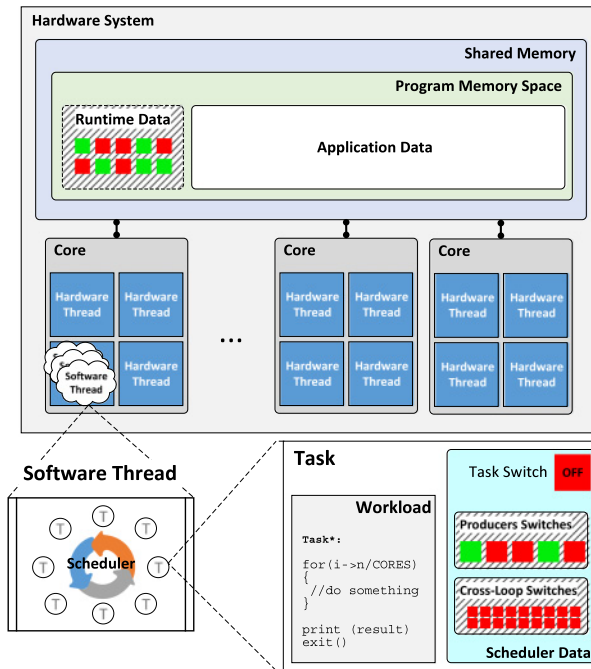 Hardware System
Shared Memory
Program Memory Space
Runtime Data
Application Data
Core
Core
Core
Hardware Thread
Hardware Thread
Hardware Thread
Hardware Thread
Hardware Thread
Hardware Thread
Software Thread
Hardware Thread
...
Hardware Thread
Hardware Thread
Hardware Thread
Hardware Thread
Software Thread
Scheduler
T
T
T
T
T
T
T
T
Task
Workload
Task*:
for(i->n/CORES)
{
//do something
}
print (result)
exit()
Task Switch
OFF
Producers Switches
Cross-Loop Switches
Scheduler Data